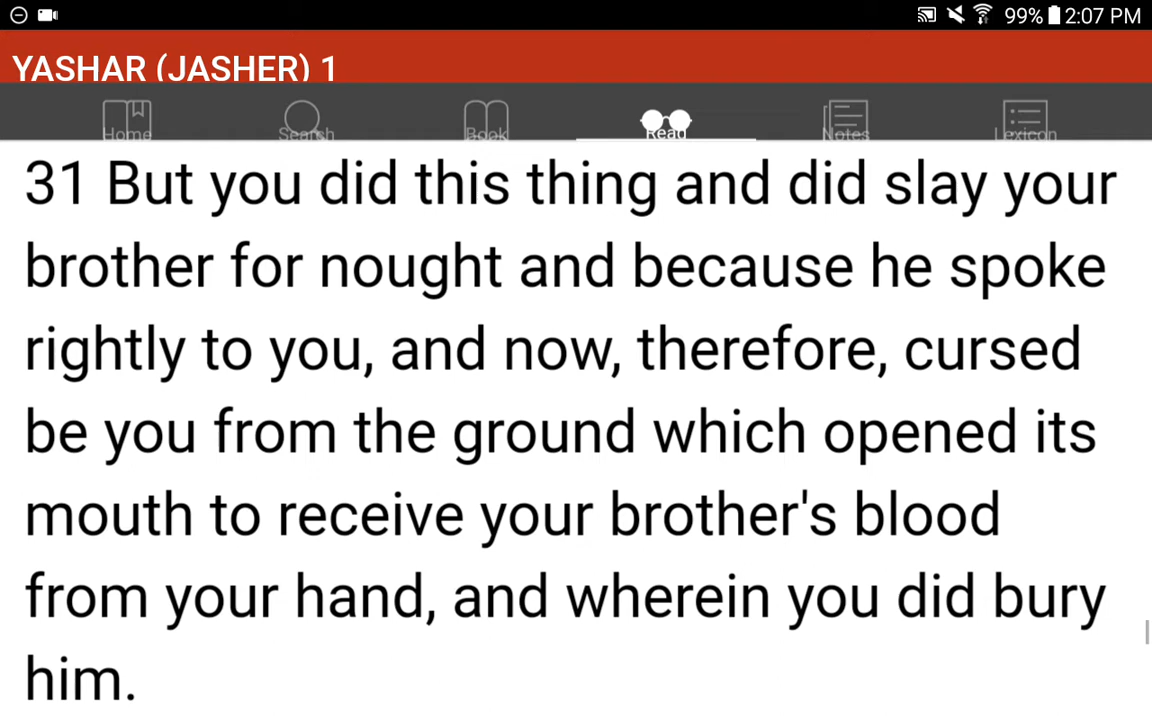 99% 2:07 PM
YASHAR (JASHER) 1
Home Search Book Read Notes Lexicon
31 But you did this thing and did slay your
brother for nought and because he spoke
rightly to you, and now, therefore, cursed
be you from the ground which opened its
mouth to receive your brother's blood
from your hand, and wherein you did bury
him.